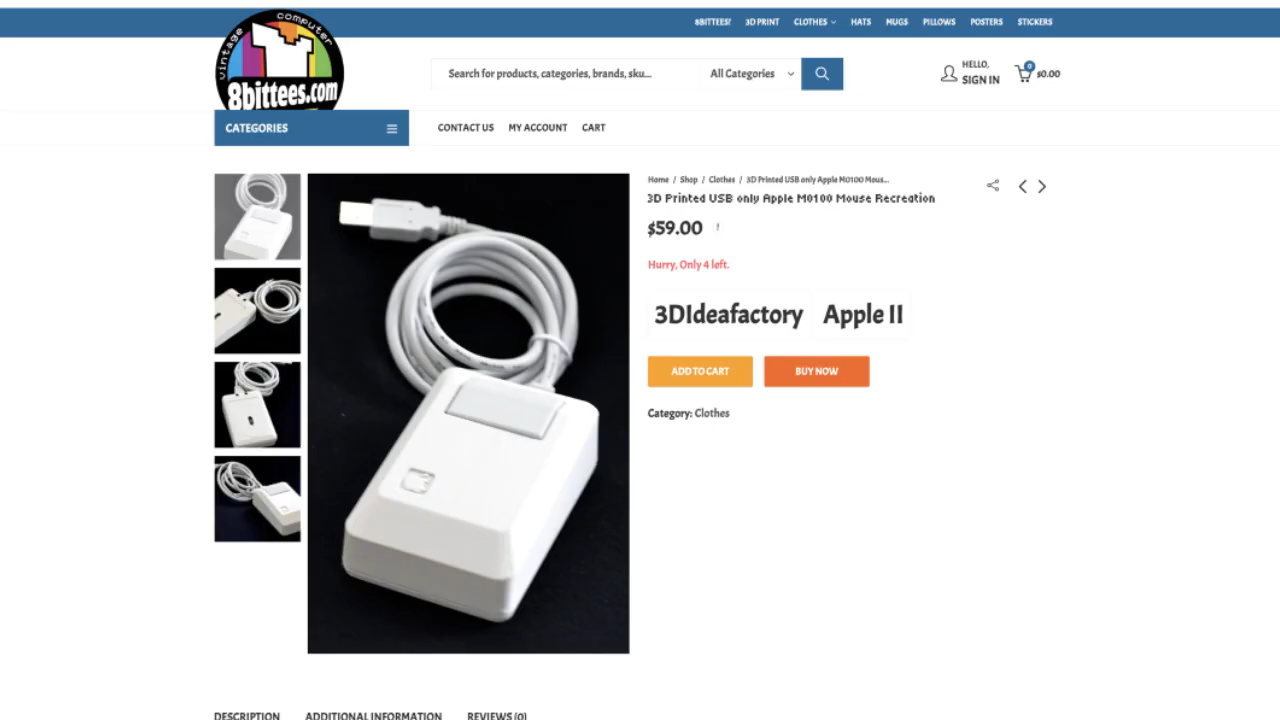 8BITTEES! 3D PRINT CLOTHES HATS MUGS PILLOWS POSTERS STICKERS
vintage computer
8bittees.com
Search for products, categories, brands, sku... All Categories
HELLO,
SIGN IN
0
$0.00
CATEGORIES
CONTACT US MY ACCOUNT CART
Home / Shop / Clothes / 3D Printed USB only Apple M0100 Mous...
3D Printed USB only Apple M0100 Mouse Recreation
$59.00
Hurry, Only 4 left.
3DIdeafactory Apple II
ADD TO CART BUY NOW
Category: Clothes
DESCRIPTION ADDITIONAL INFORMATION REVIEWS (0)